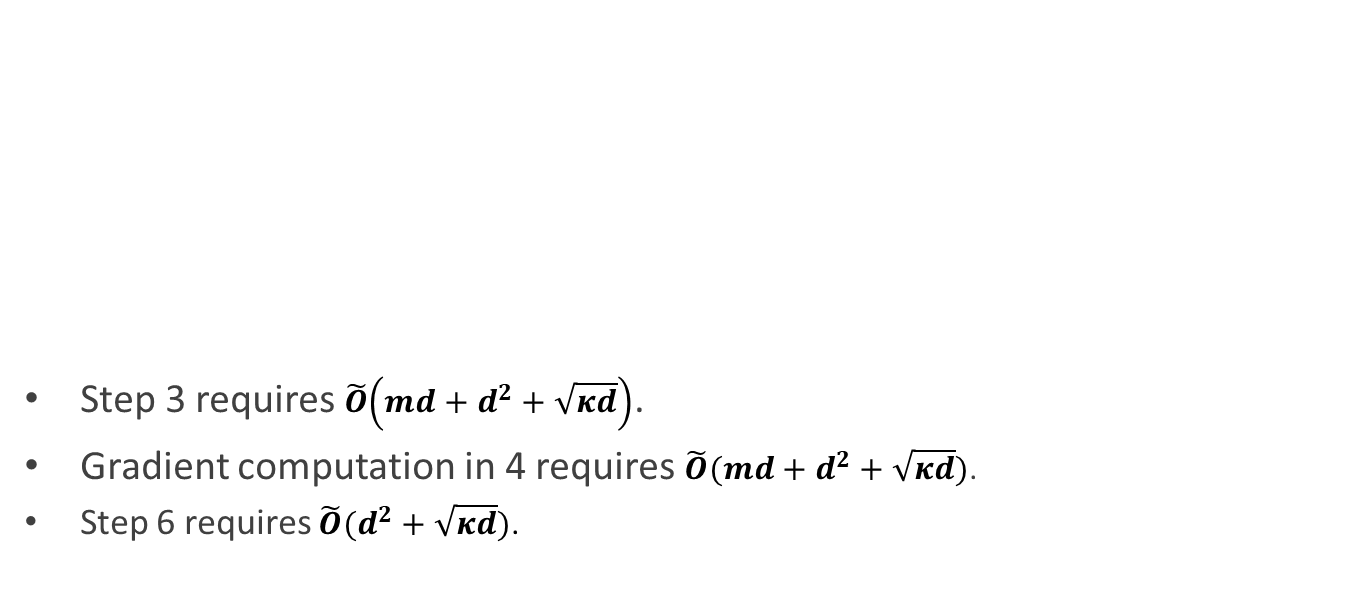 • Step 3 requires Õ(md + d² + √κd).
• Gradient computation in 4 requires Õ(md + d² + √κd).
• Step 6 requires Õ(d² + √κd).